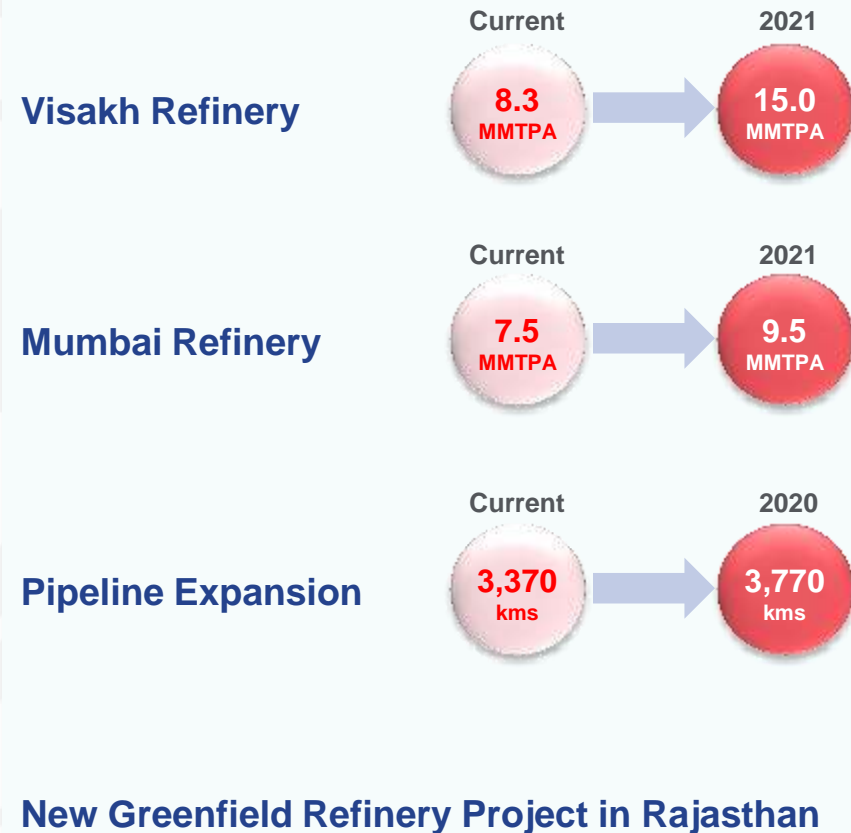 Current
2021
Visakh Refinery
8.3
MMTPA
15.0
MMTPA
Current
2021
Mumbai Refinery
7.5
MMTPA
9.5
MMTPA
Current
2020
Pipeline Expansion
3,370
kms
3,770
kms
New Greenfield Refinery Project in Rajasthan